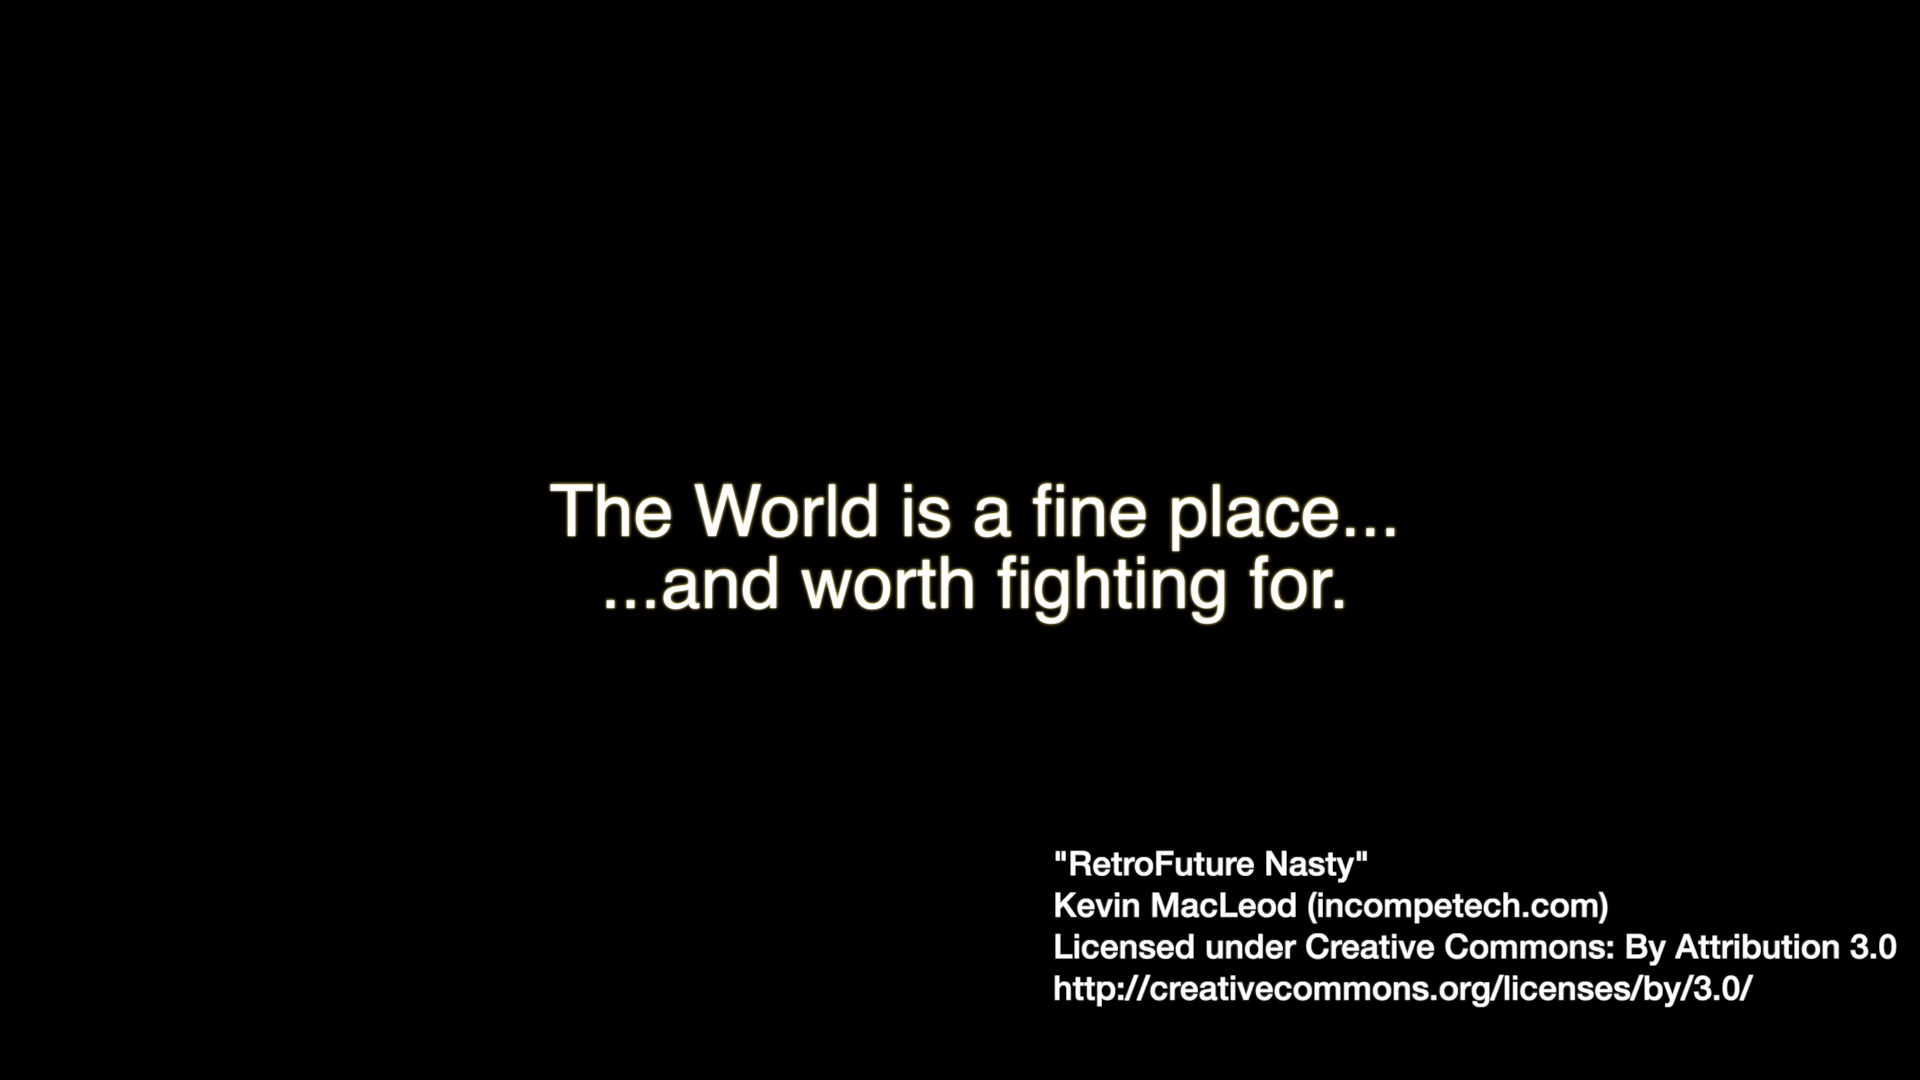 The World is a fine place...
...and worth fighting for.
"RetroFuture Nasty"
Kevin MacLeod (incompetech.com)
Licensed under Creative Commons: By Attribution 3.0
http://creativecommons.org/licenses/by/3.0/